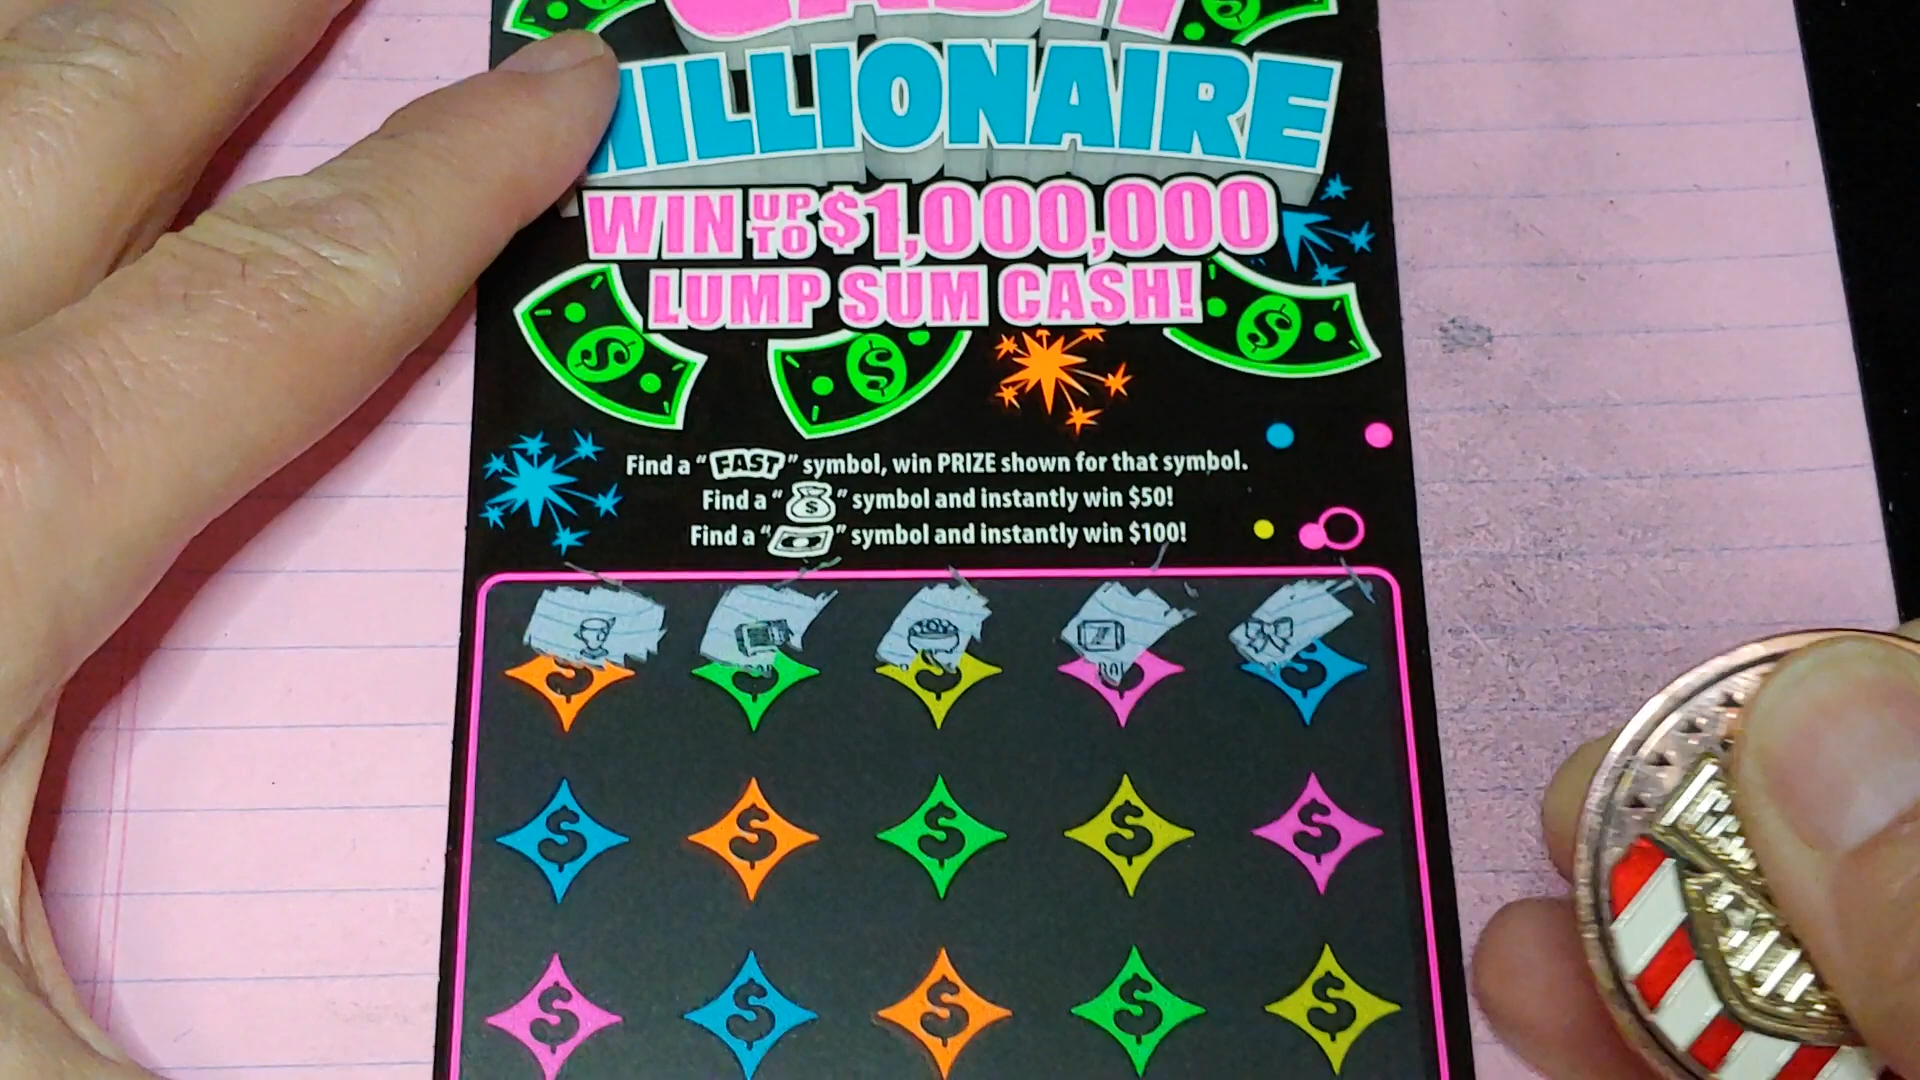 CASH
MILLIONAIRE
WIN UP TO $1,000,000
LUMP SUM CASH!
Find a "FAST" symbol, win PRIZE shown for that symbol.
Find a "$" symbol and instantly win $50!
Find a " " symbol and instantly win $100!
$ $ $ $ $
$ $ $ $ $
$ $ $ $ $